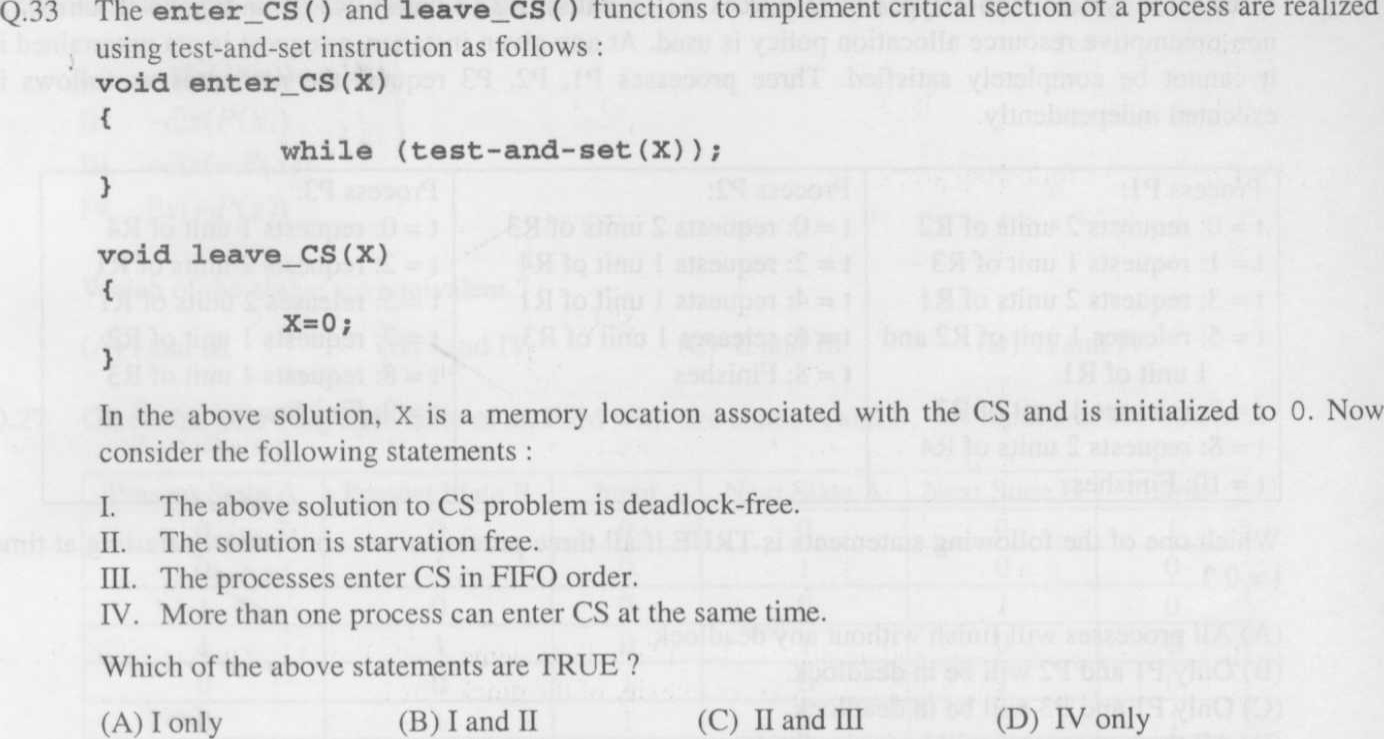 Q.33 The enter_CS() and leave_CS() functions to implement critical section of a process are realized
using test-and-set instruction as follows :
void enter_CS(X)
{
while (test-and-set(X));
}
void leave_CS(X)
{
X=0;
}
In the above solution, X is a memory location associated with the CS and is initialized to 0. Now
consider the following statements :
I. The above solution to CS problem is deadlock-free.
II. The solution is starvation free.
III. The processes enter CS in FIFO order.
IV. More than one process can enter CS at the same time.
Which of the above statements are TRUE ?
(A) I only (B) I and II (C) II and III (D) IV only